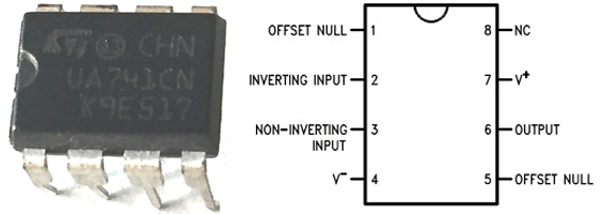 CHN
UA741CN
K9E517
OFFSET NULL 1
INVERTING INPUT 2
NON-INVERTING 3
INPUT
V⁻ 4
8 NC
7 V⁺
6 OUTPUT
5 OFFSET NULL